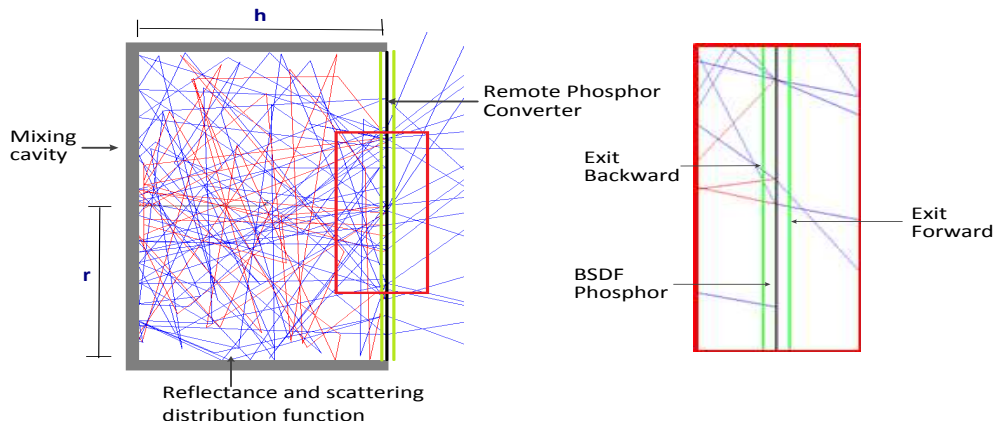 h
Mixing
cavity
r
Remote Phosphor
Converter
Reflectance and scattering
distribution function
Exit
Backward
BSDF
Phosphor
Exit
Forward